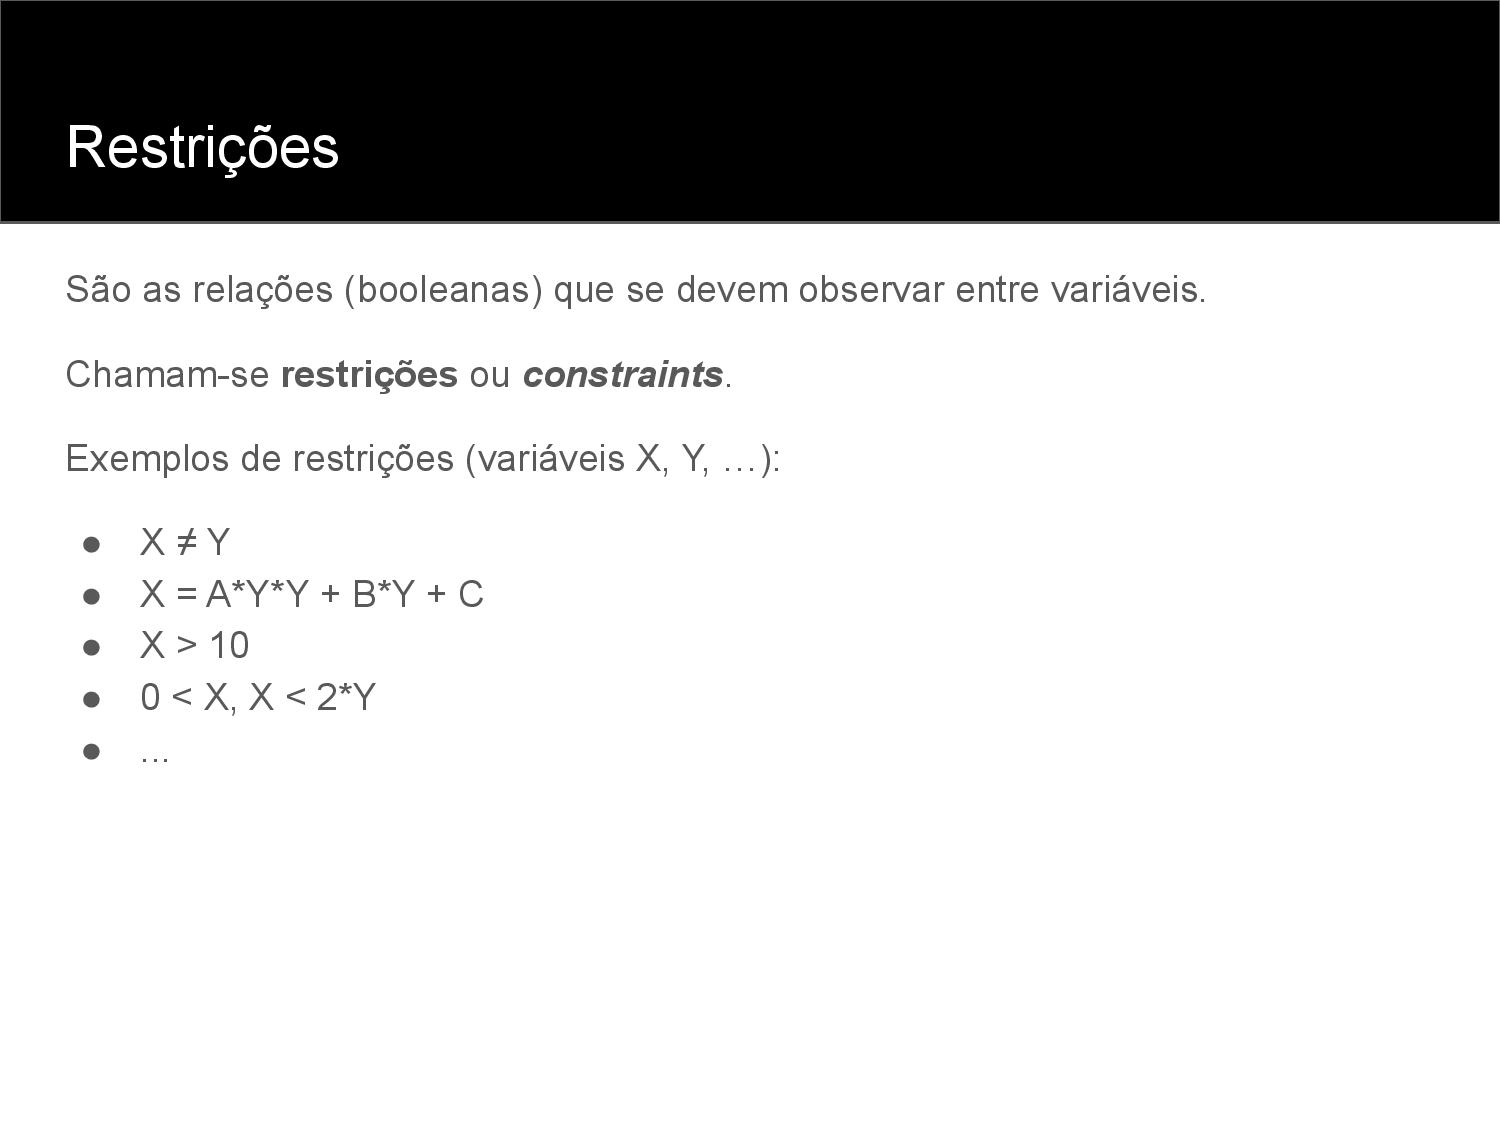 Restrições
São as relações (booleanas) que se devem observar entre variáveis.
Chamam-se restrições ou constraints.
Exemplos de restrições (variáveis X, Y, …):
● X ≠ Y
● X = A*Y*Y + B*Y + C
● X > 10
● 0 < X, X < 2*Y
● ...